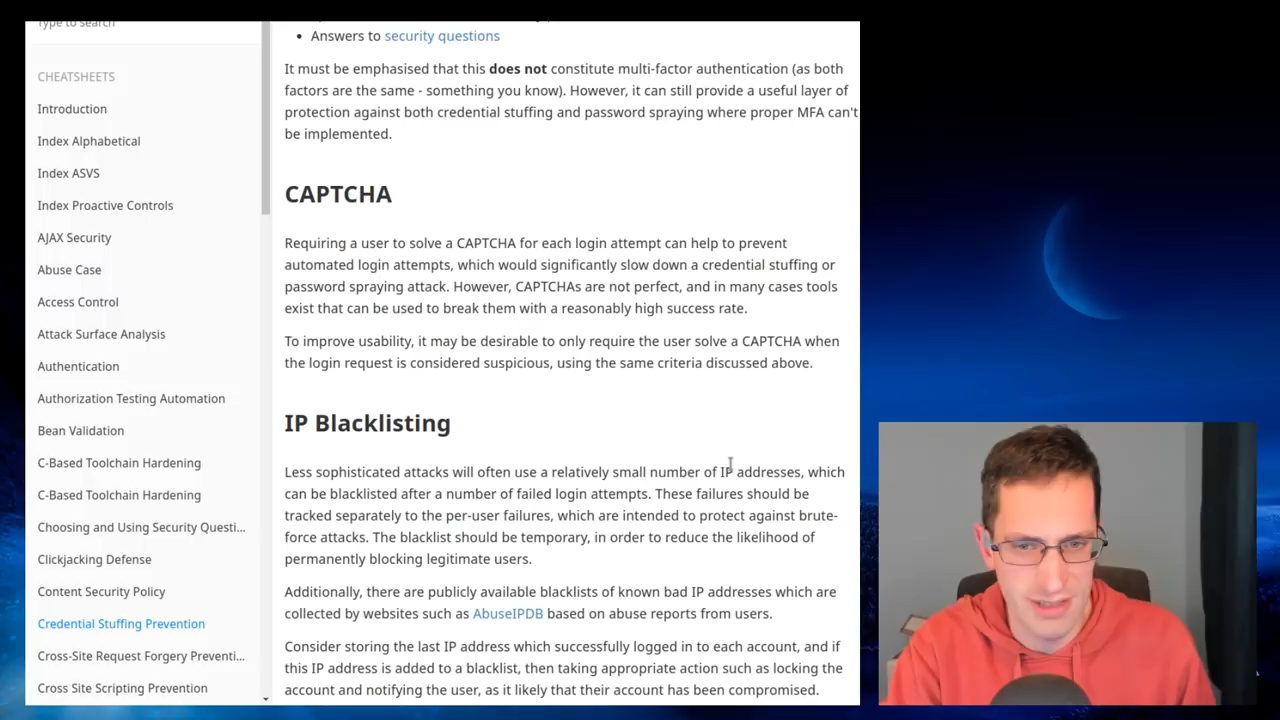 Type to search
CHEATSHEETS
Introduction
Index Alphabetical
Index ASVS
Index Proactive Controls
AJAX Security
Abuse Case
Access Control
Attack Surface Analysis
Authentication
Authorization Testing Automation
Bean Validation
C-Based Toolchain Hardening
C-Based Toolchain Hardening
Choosing and Using Security Questi...
Clickjacking Defense
Content Security Policy
Credential Stuffing Prevention
Cross-Site Request Forgery Preventi...
Cross Site Scripting Prevention
• Answers to security questions
It must be emphasised that this does not constitute multi-factor authentication (as both
factors are the same - something you know). However, it can still provide a useful layer of
protection against both credential stuffing and password spraying where proper MFA can't
be implemented.
CAPTCHA
Requiring a user to solve a CAPTCHA for each login attempt can help to prevent
automated login attempts, which would significantly slow down a credential stuffing or
password spraying attack. However, CAPTCHAs are not perfect, and in many cases tools
exist that can be used to break them with a reasonably high success rate.
To improve usability, it may be desirable to only require the user solve a CAPTCHA when
the login request is considered suspicious, using the same criteria discussed above.
IP Blacklisting
Less sophisticated attacks will often use a relatively small number of IP addresses, which
can be blacklisted after a number of failed login attempts. These failures should be
tracked separately to the per-user failures, which are intended to protect against brute-
force attacks. The blacklist should be temporary, in order to reduce the likelihood of
permanently blocking legitimate users.
Additionally, there are publicly available blacklists of known bad IP addresses which are
collected by websites such as AbuseIPDB based on abuse reports from users.
Consider storing the last IP address which successfully logged in to each account, and if
this IP address is added to a blacklist, then taking appropriate action such as locking the
account and notifying the user, as it likely that their account has been compromised.